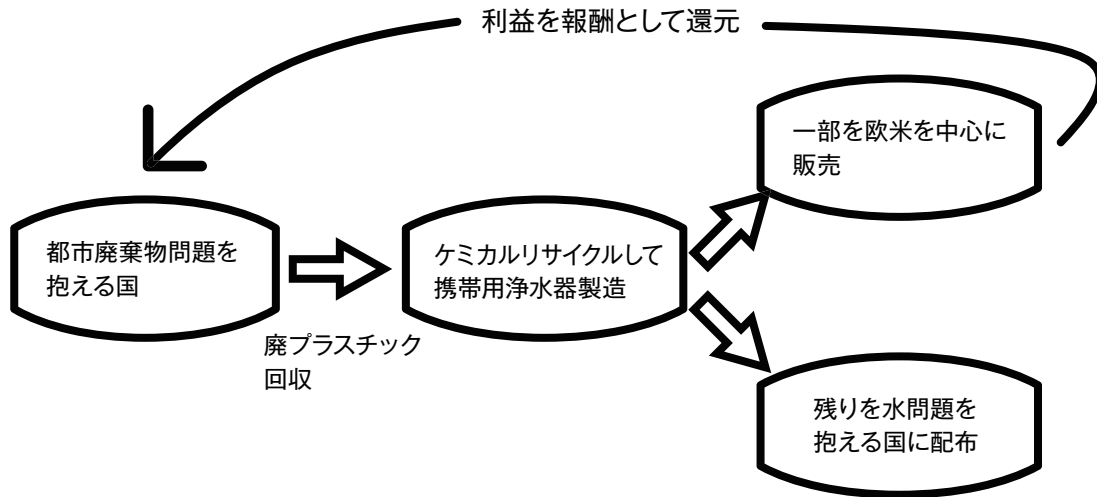 利益を報酬として還元
一部を欧米を中心に
販売
都市廃棄物問題を
抱える国
ケミカルリサイクルして
携帯用浄水器製造
廃プラスチック
回収
残りを水問題を
抱える国に配布